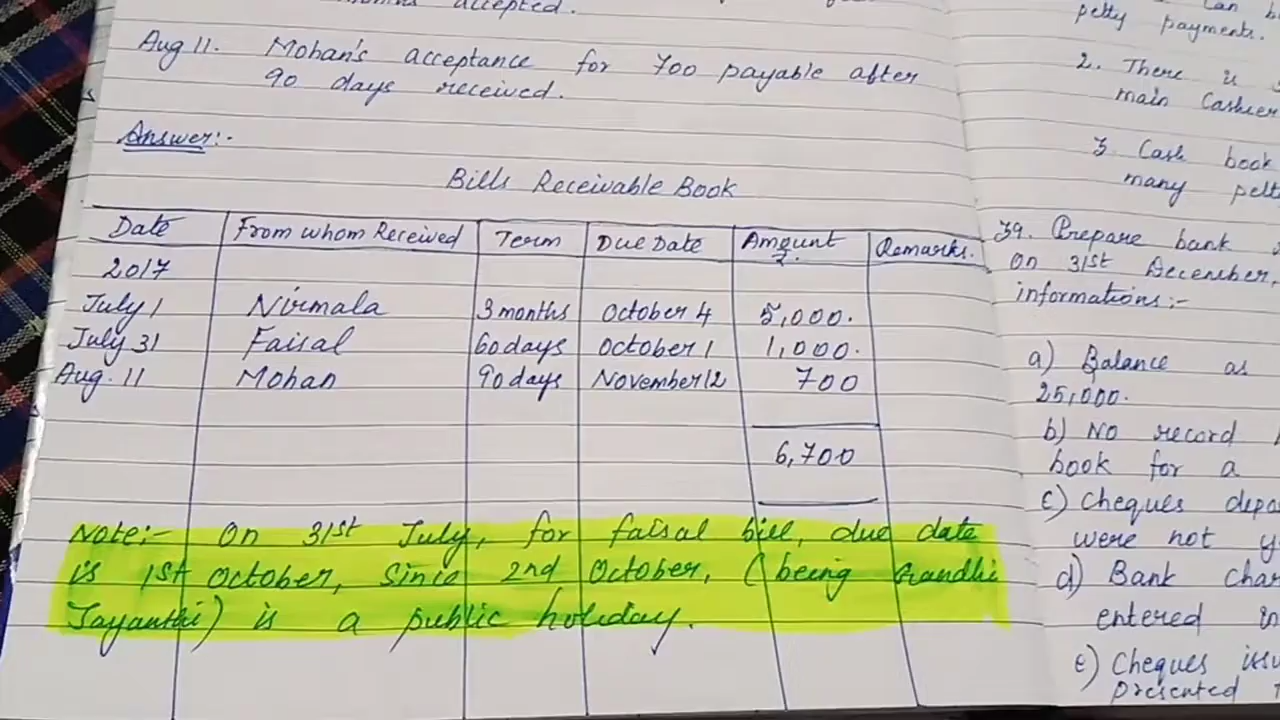 accepted.
Aug 11. Mohan's acceptance for 700 payable after
90 days received.
Answer:-
Bills Receivable Book
Date From whom Received Term Due Date Amount Remarks.
₹.
2017
July 1 Nirmala 3 months October 4 5,000.
July 31 Faisal 60 days October 1 1,000.
Aug. 11 Mohan 90 days November 12 700
6,700
Note:- On 31st July, for faisal bill, due date
is 1st October, Since 2nd October, (being Gandhi
Jayanthi) is a public holiday.
can
petty payments.
2. There is
main Cashier
3 Cash book
many
39. Prepare bank
On 31st December,
informations:-
a) Balance as
25,000.
b) No record
book for a
c) Cheques
were not
d) Bank
entered in
e) Cheques
presented